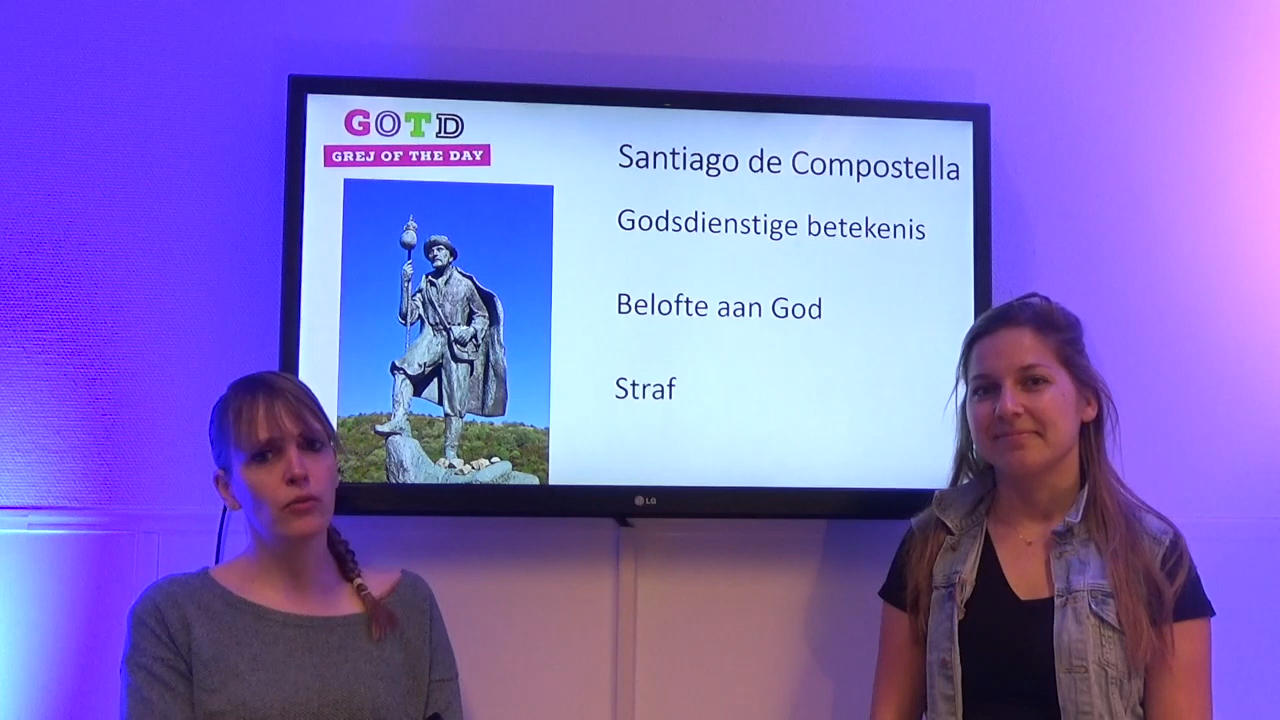 GOTD
GREJ OF THE DAY
Santiago de Compostella
Godsdienstige betekenis
Belofte aan God
Straf
LG